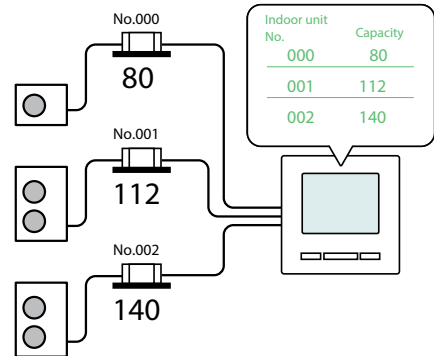 No.000
80
No.001
112
No.002
140
Indoor unit
No. Capacity
000 80
001 112
002 140